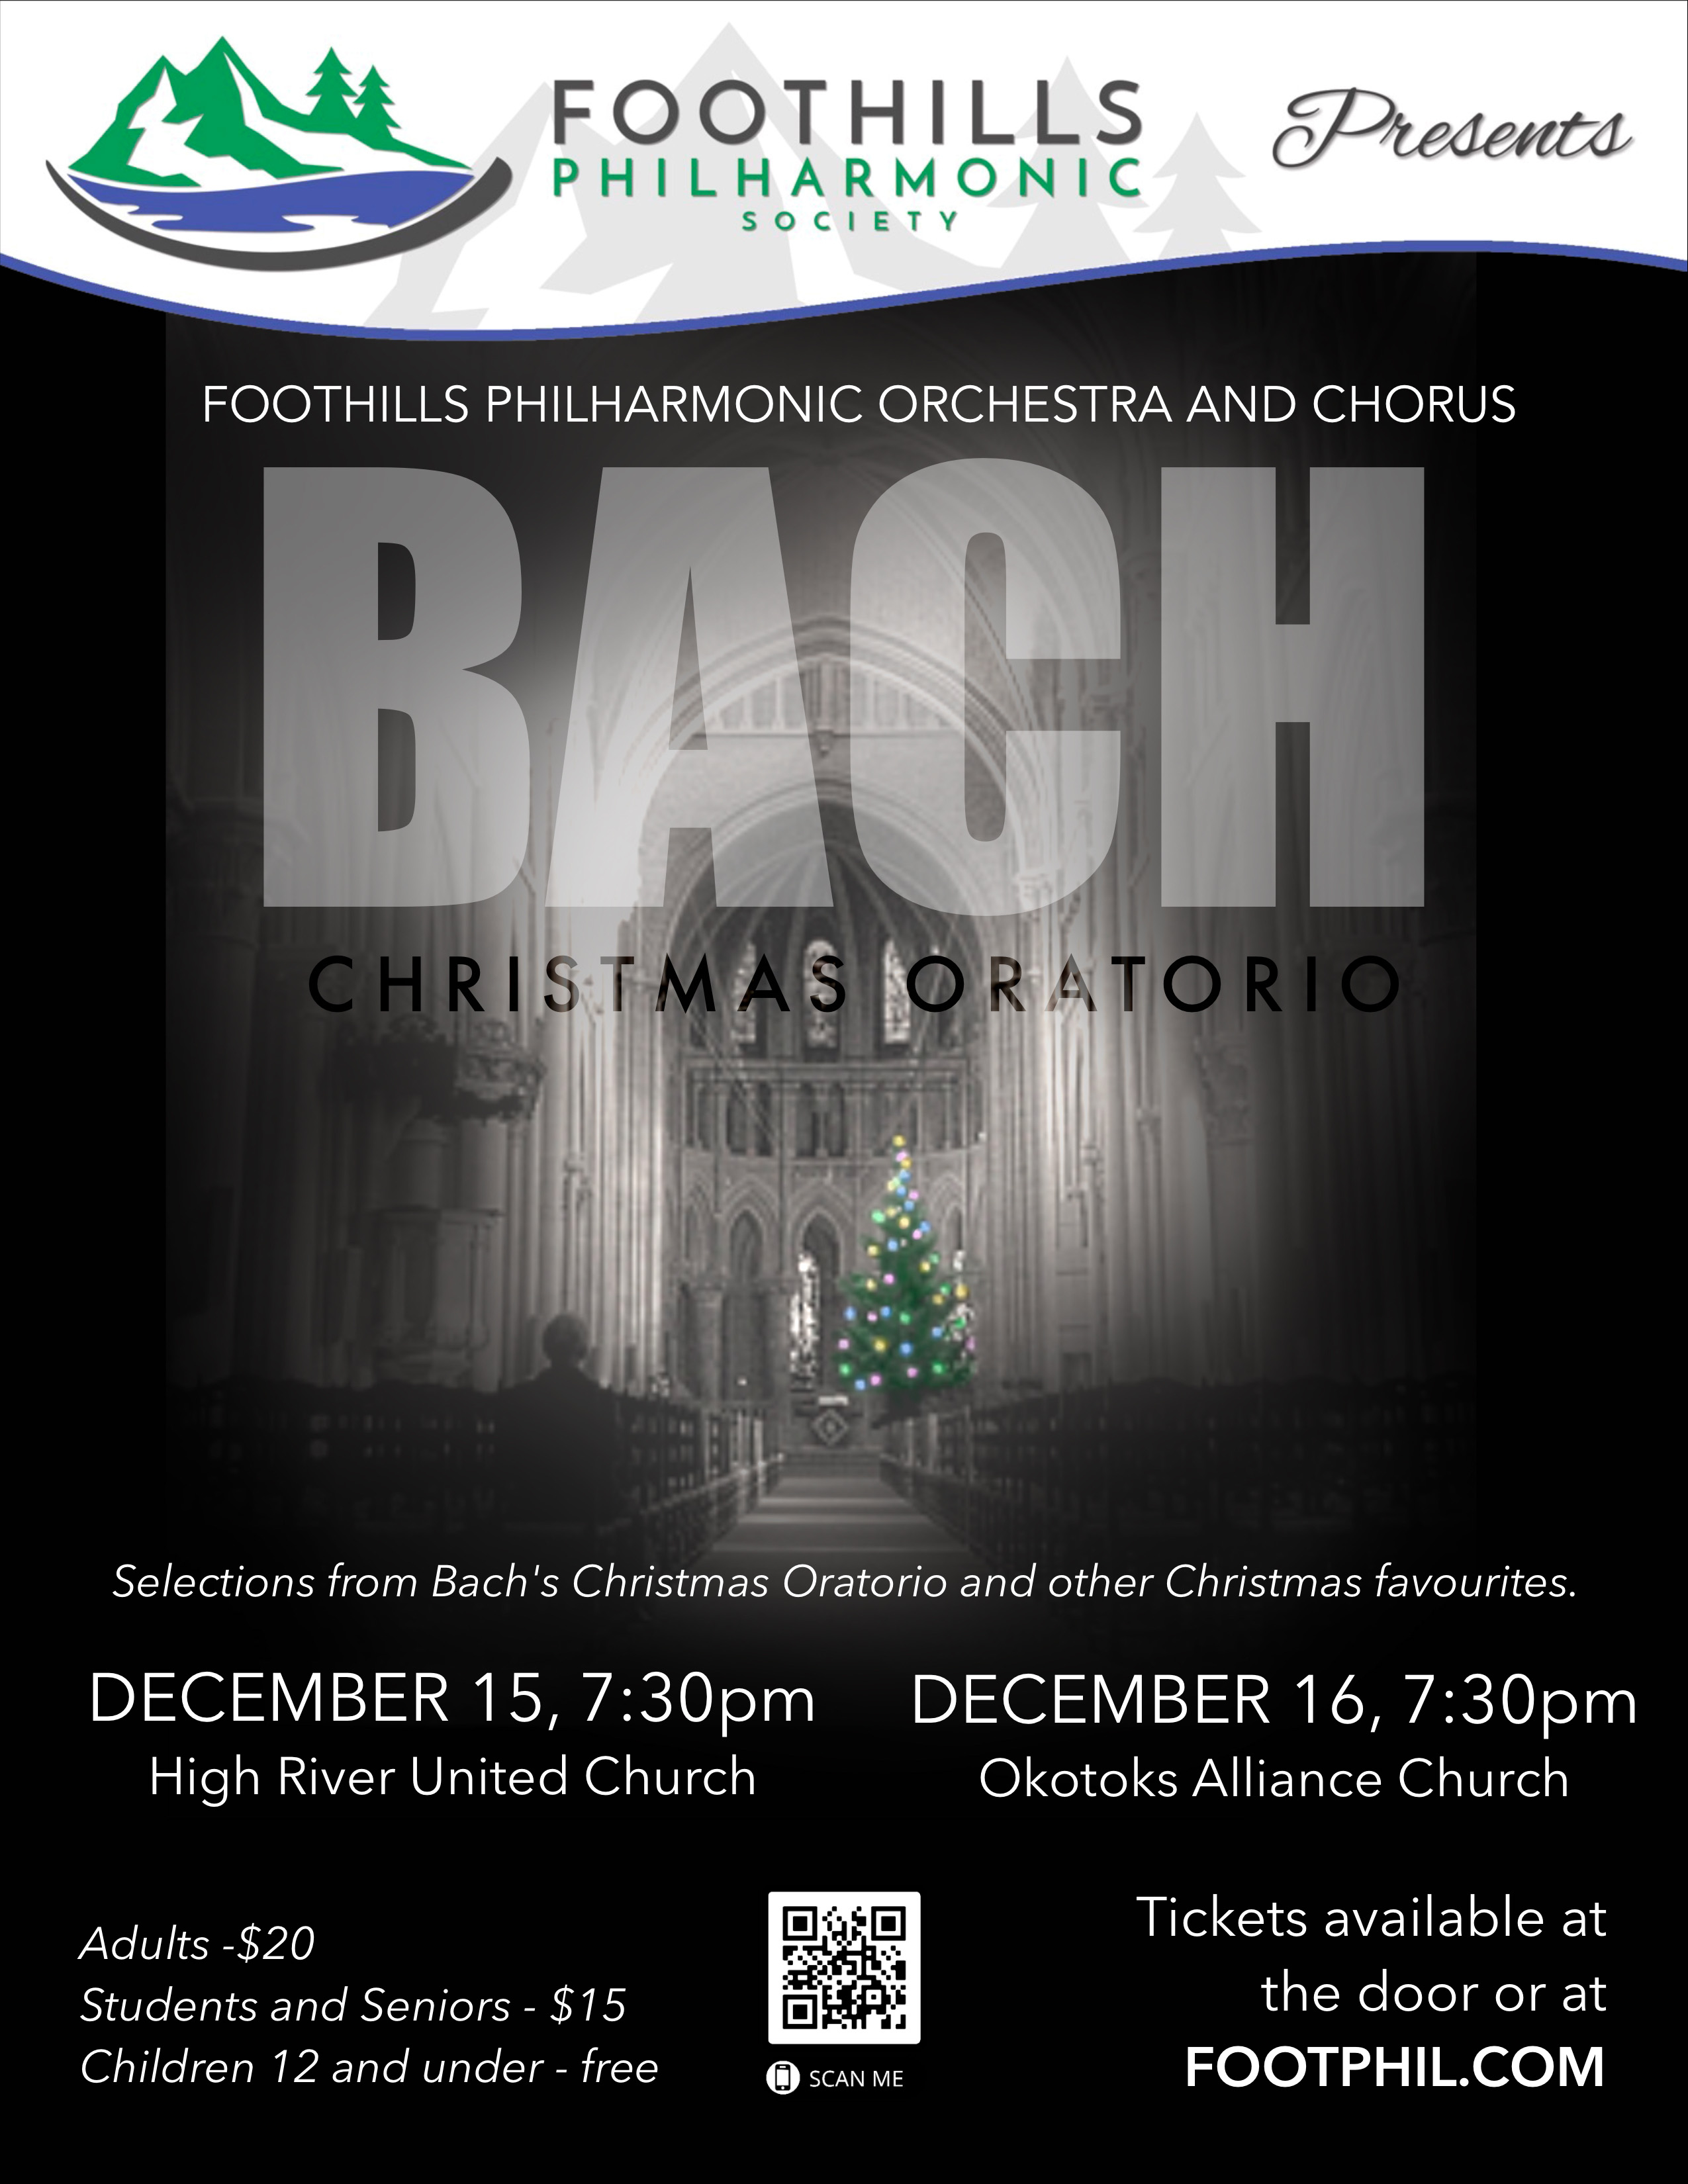 FOOTHILLS
PHILHARMONIC
SOCIETY
Presents
FOOTHILLS PHILHARMONIC ORCHESTRA AND CHORUS
BACH
CHRISTMAS ORATORIO
Selections from Bach's Christmas Oratorio and other Christmas favourites.
DECEMBER 15, 7:30pm
High River United Church
DECEMBER 16, 7:30pm
Okotoks Alliance Church
Adults -$20
Students and Seniors - $15
Children 12 and under - free
SCAN ME
Tickets available at
the door or at
FOOTPHIL.COM